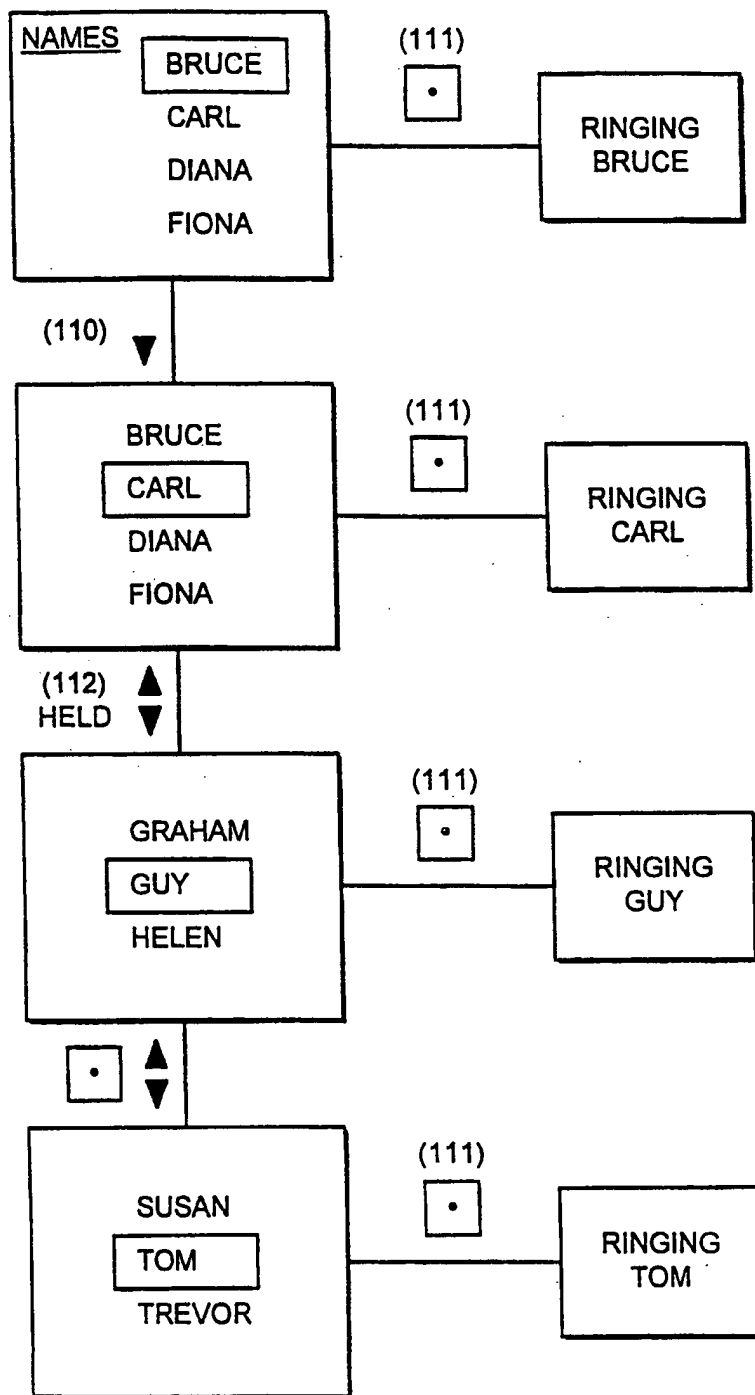 NAMES
BRUCE
CARL
DIANA
FIONA
(111)
RINGING
BRUCE
(110)
BRUCE
CARL
DIANA
FIONA
(111)
RINGING
CARL
(112)
HELD
GRAHAM
GUY
HELEN
(111)
RINGING
GUY
SUSAN
TOM
TREVOR
(111)
RINGING
TOM